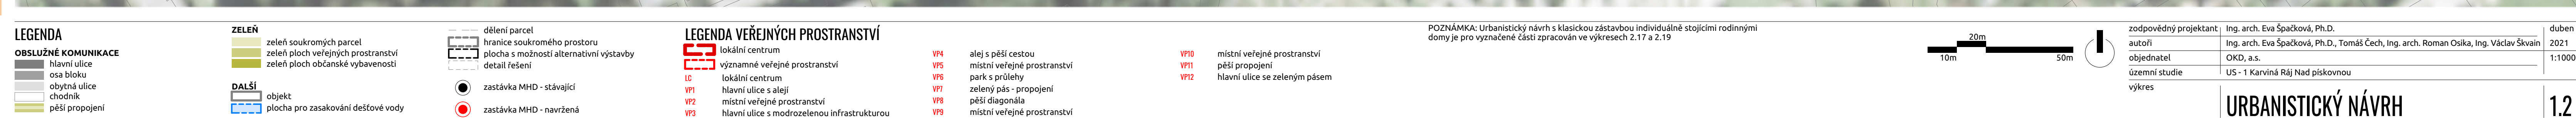 LEGENDA
OBSLUŽNÉ KOMUNIKACE
hlavní ulice
osa bloku
obytná ulice
chodník
pěší propojení
ZELEŇ
zeleň soukromých parcel
zeleň ploch veřejných prostranství
zeleň ploch občanské vybavenosti
DALŠÍ
objekt
plocha pro zasakování dešťové vody
dělení parcel
hranice soukromého prostoru
plocha s možností alternativní výstavby
detail řešení
zastávka MHD - stávající
zastávka MHD - navržená
LEGENDA VEŘEJNÝCH PROSTRANSTVÍ
lokální centrum
významné veřejné prostranství
LC lokální centrum
VP1 hlavní ulice s alejí
VP2 místní veřejné prostranství
VP3 hlavní ulice s modrozelenou infrastrukturou
VP4 alej s pěší cestou
VP5 místní veřejné prostranství
VP6 park s průlehy
VP7 zelený pás - propojení
VP8 pěší diagonála
VP9 místní veřejné prostranství
VP10 místní veřejné prostranství
VP11 pěší propojení
VP12 hlavní ulice se zeleným pásem
POZNÁMKA: Urbanistický návrh s klasickou zástavbou individuálně stojícími rodinnými
domy je pro vyznačené části zpracován ve výkresech 2.17 a 2.19
20m
10m 50m
zodpovědný projektant Ing. arch. Eva Špačková, Ph.D. duben
autoři Ing. arch. Eva Špačková, Ph.D., Tomáš Čech, Ing. arch. Roman Osika, Ing. Václav Škvain 2021
objednatel OKD, a.s. 1:1000
územní studie US - 1 Karviná Ráj Nad pískovnou
výkres URBANISTICKÝ NÁVRH 1.2